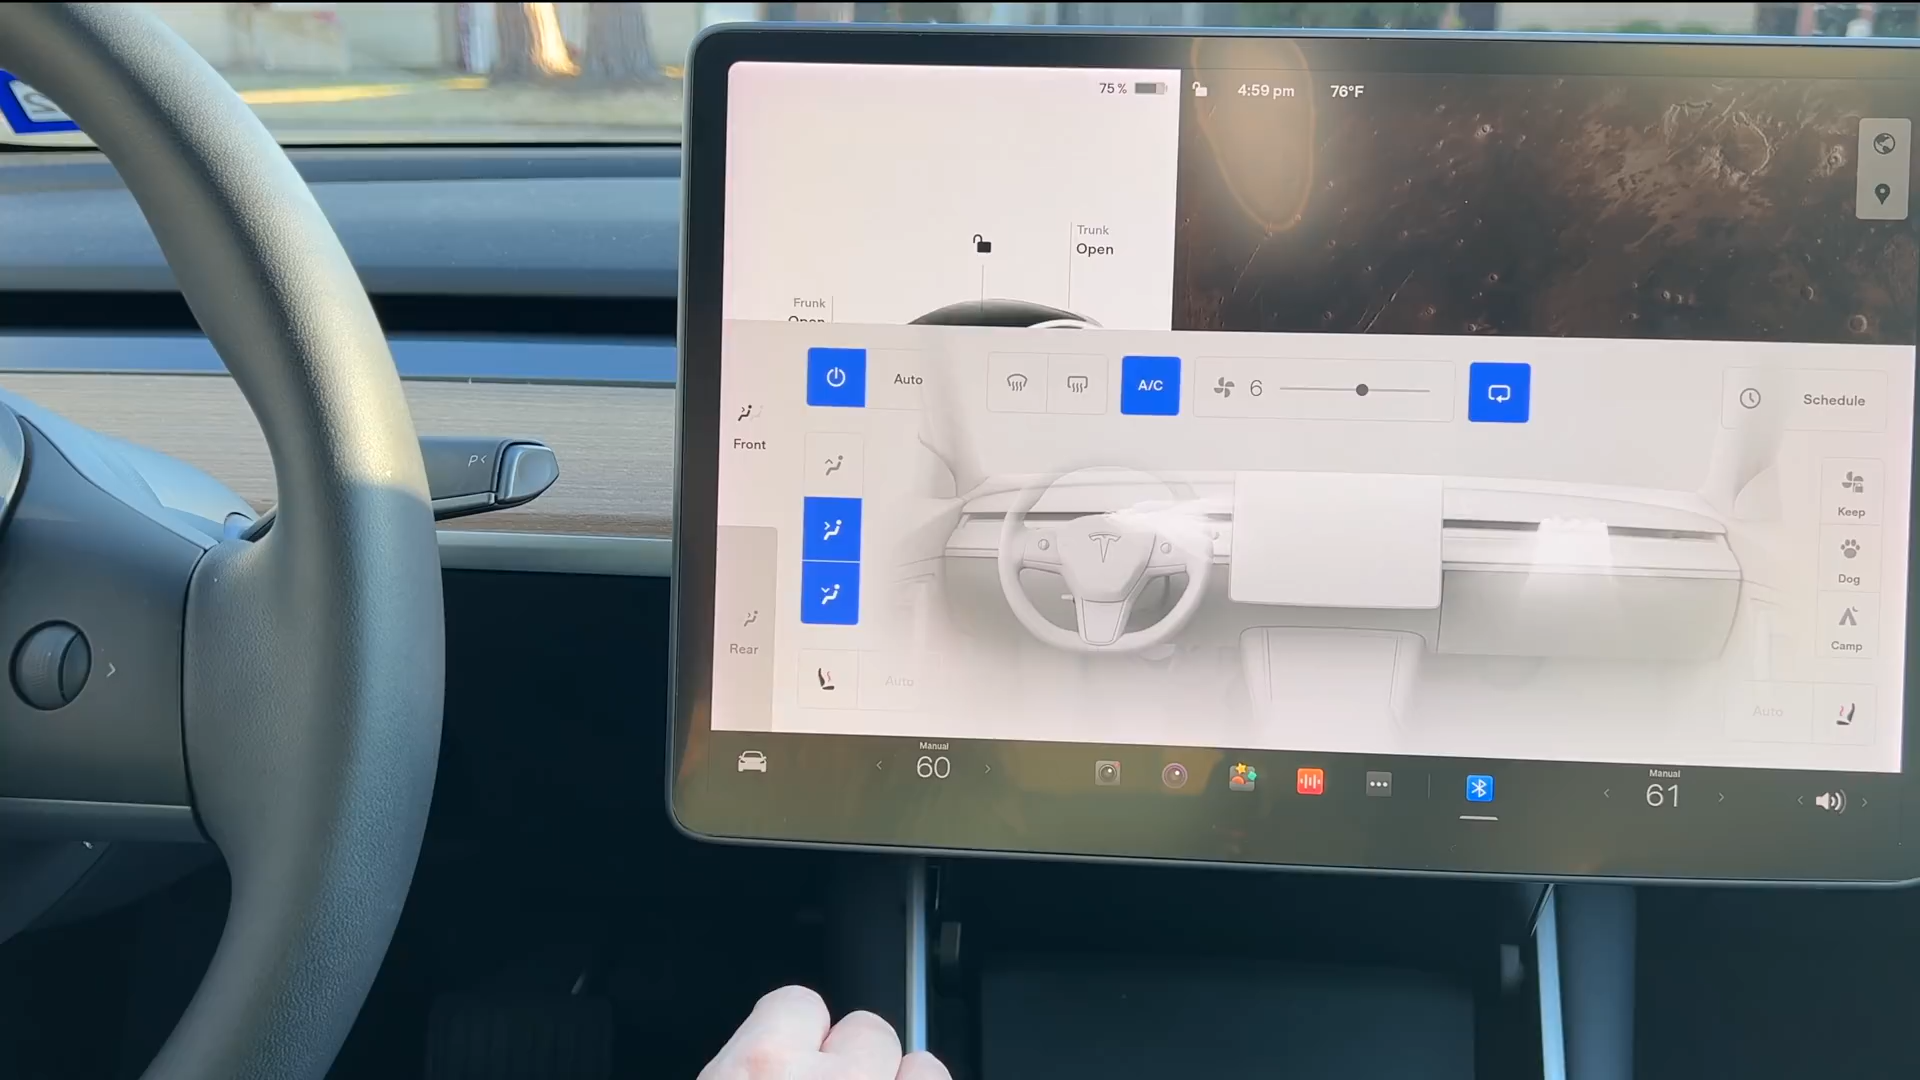 75%
4:59 pm
76°F
Trunk
Open
Frunk
Open
Auto
A/C
6
Schedule
Front
Keep
Dog
Rear
Camp
Auto
Auto
Manual
60
Manual
61
P